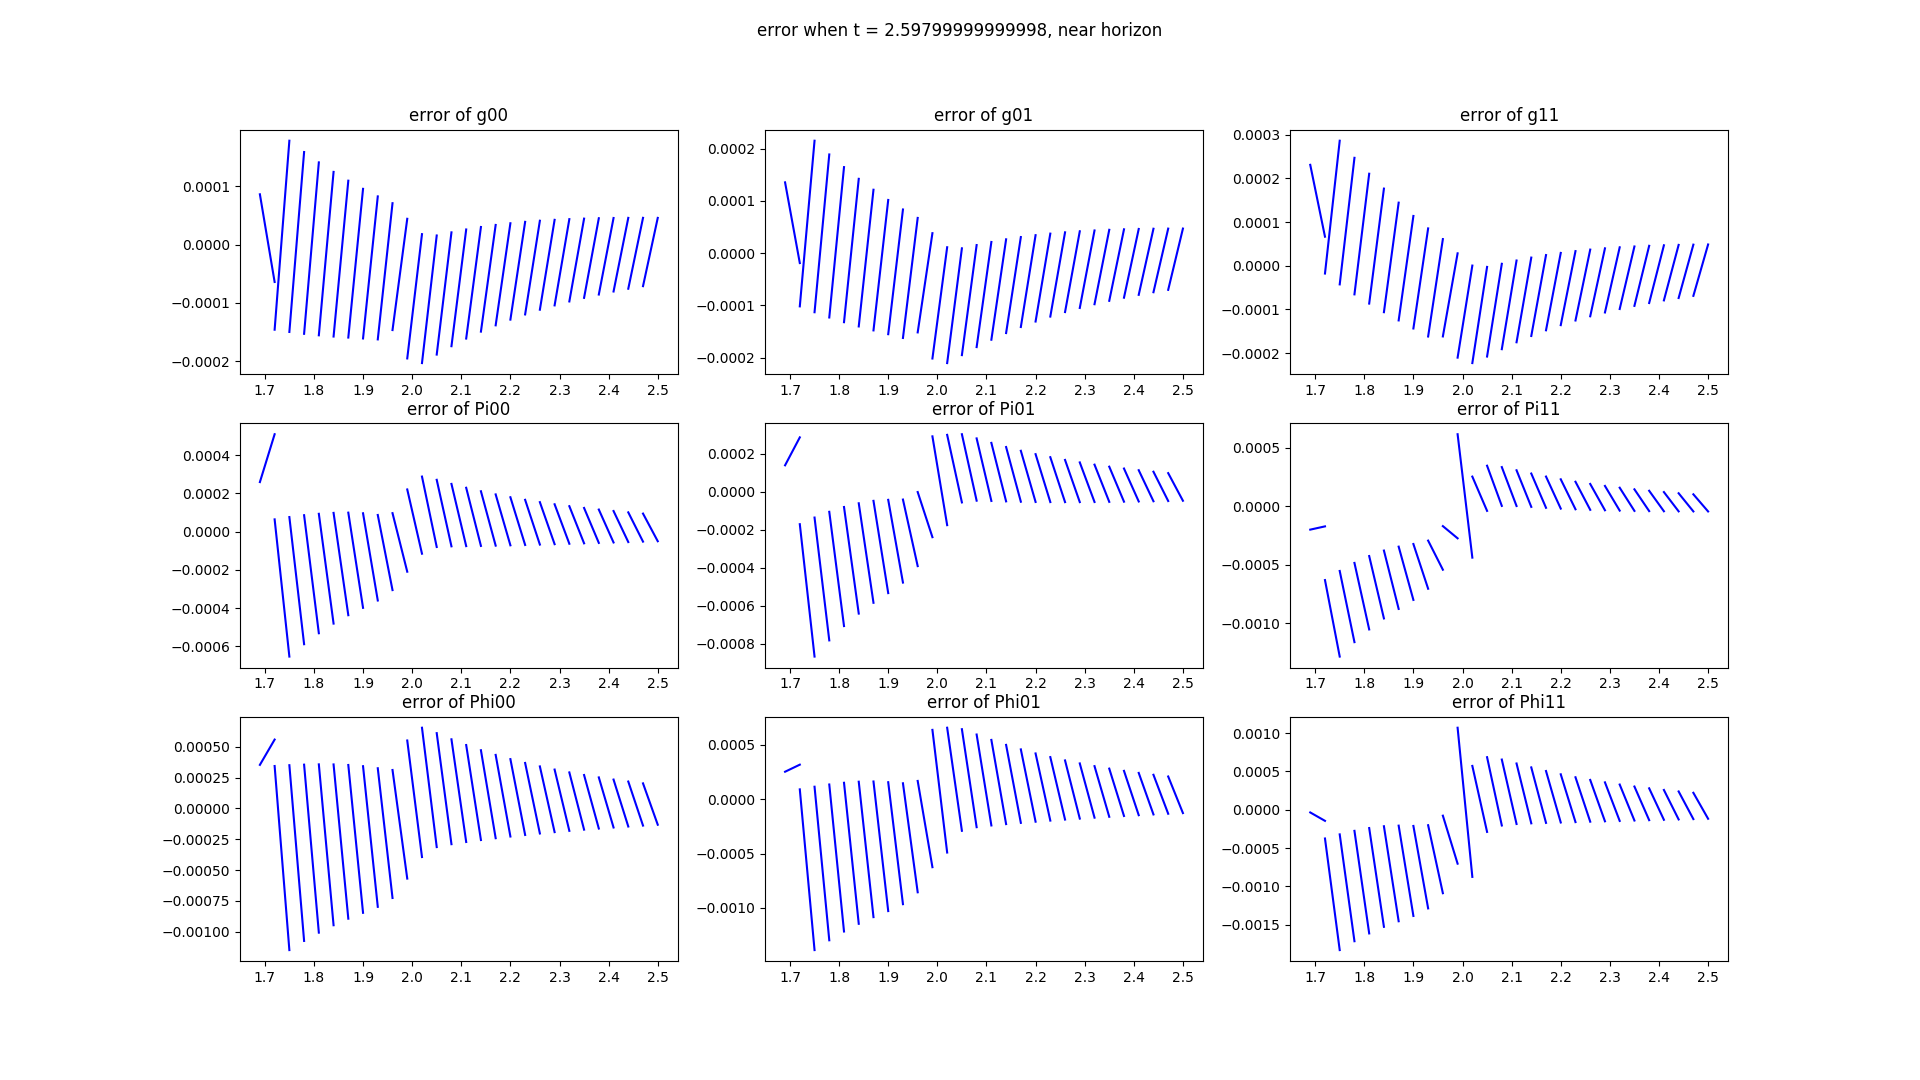 error when t = 2.59799999999998, near horizon
error of g00
error of g01
error of g11
0.0001
0.0000
−0.0001
−0.0002
0.0002
0.0001
0.0000
−0.0001
−0.0002
0.0003
0.0002
0.0001
0.0000
−0.0001
−0.0002
1.7 1.8 1.9 2.0 2.1 2.2 2.3 2.4 2.5
1.7 1.8 1.9 2.0 2.1 2.2 2.3 2.4 2.5
1.7 1.8 1.9 2.0 2.1 2.2 2.3 2.4 2.5
error of Pi00
error of Pi01
error of Pi11
0.0004
0.0002
0.0000
−0.0002
−0.0004
−0.0006
0.0002
0.0000
−0.0002
−0.0004
−0.0006
−0.0008
0.0005
0.0000
−0.0005
−0.0010
1.7 1.8 1.9 2.0 2.1 2.2 2.3 2.4 2.5
1.7 1.8 1.9 2.0 2.1 2.2 2.3 2.4 2.5
1.7 1.8 1.9 2.0 2.1 2.2 2.3 2.4 2.5
error of Phi00
error of Phi01
error of Phi11
0.00050
0.00025
0.00000
−0.00025
−0.00050
−0.00075
−0.00100
0.0005
0.0000
−0.0005
−0.0010
0.0010
0.0005
0.0000
−0.0005
−0.0010
−0.0015
1.7 1.8 1.9 2.0 2.1 2.2 2.3 2.4 2.5
1.7 1.8 1.9 2.0 2.1 2.2 2.3 2.4 2.5
1.7 1.8 1.9 2.0 2.1 2.2 2.3 2.4 2.5